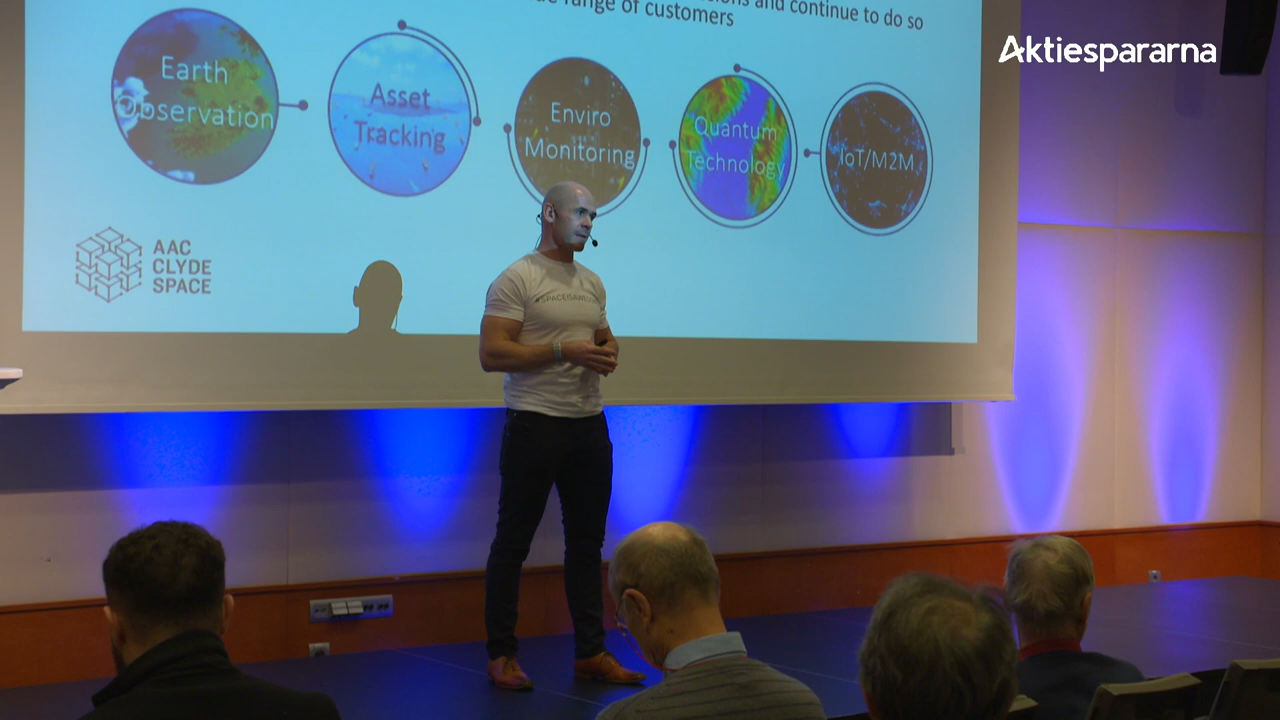 and continue to do so
range of customers
Aktiespararna
Earth
Observation
Asset
Tracking
Enviro
Monitoring
Quantum
Technology
IoT/M2M
AAC
CLYDE
SPACE